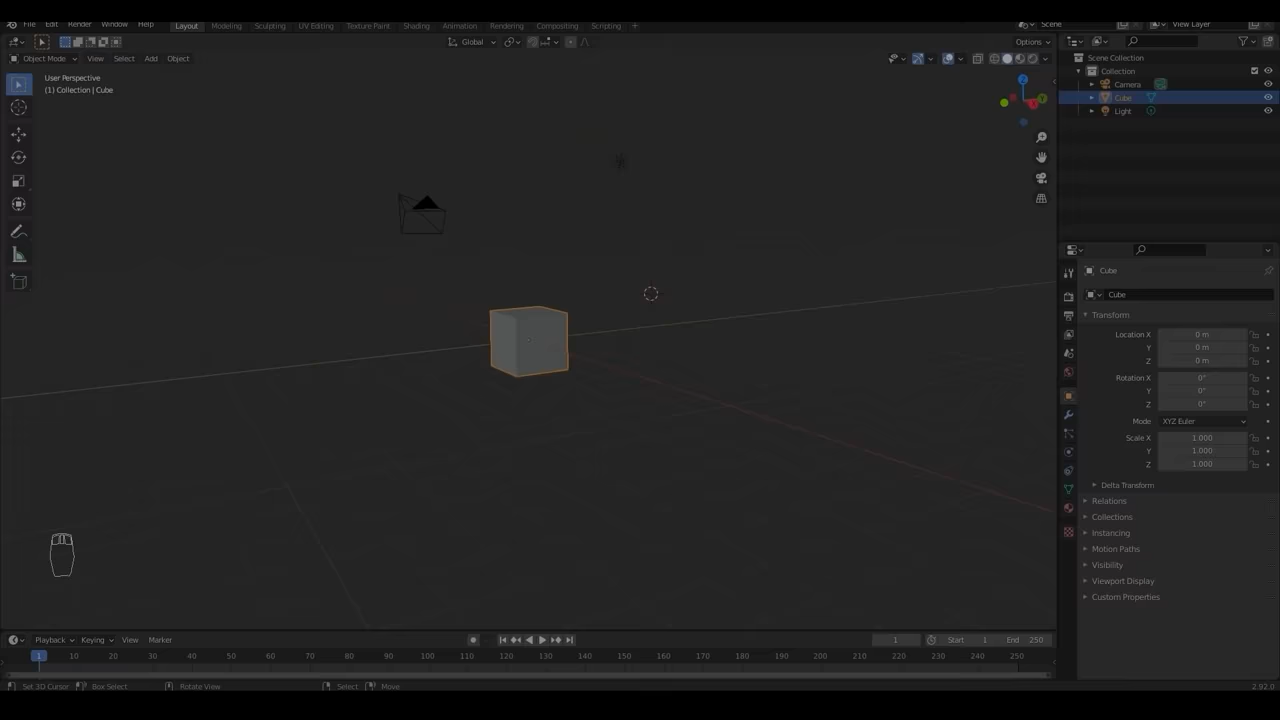 File Edit Render Window Help Layout Modeling Sculpting UV Editing Texture Paint Shading Animation Rendering Compositing Scripting + Scene View Layer
Global Options
Object Mode View Select Add Object
User Perspective
(1) Collection | Cube
Z
X
Y
Scene Collection
Collection
Camera
Cube
Light
Cube
Cube
Transform
Location X 0 m
Y 0 m
Z 0 m
Rotation X 0°
Y 0°
Z 0°
Mode XYZ Euler
Scale X 1.000
Y 1.000
Z 1.000
Delta Transform
Relations
Collections
Instancing
Motion Paths
Visibility
Viewport Display
Custom Properties
Playback Keying View Marker 1 Start 1 End 250
1 10 20 30 40 50 60 70 80 90 100 110 120 130 140 150 160 170 180 190 200 210 220 230 240 250
Set 3D Cursor Box Select Rotate View Select Move 2.92.0